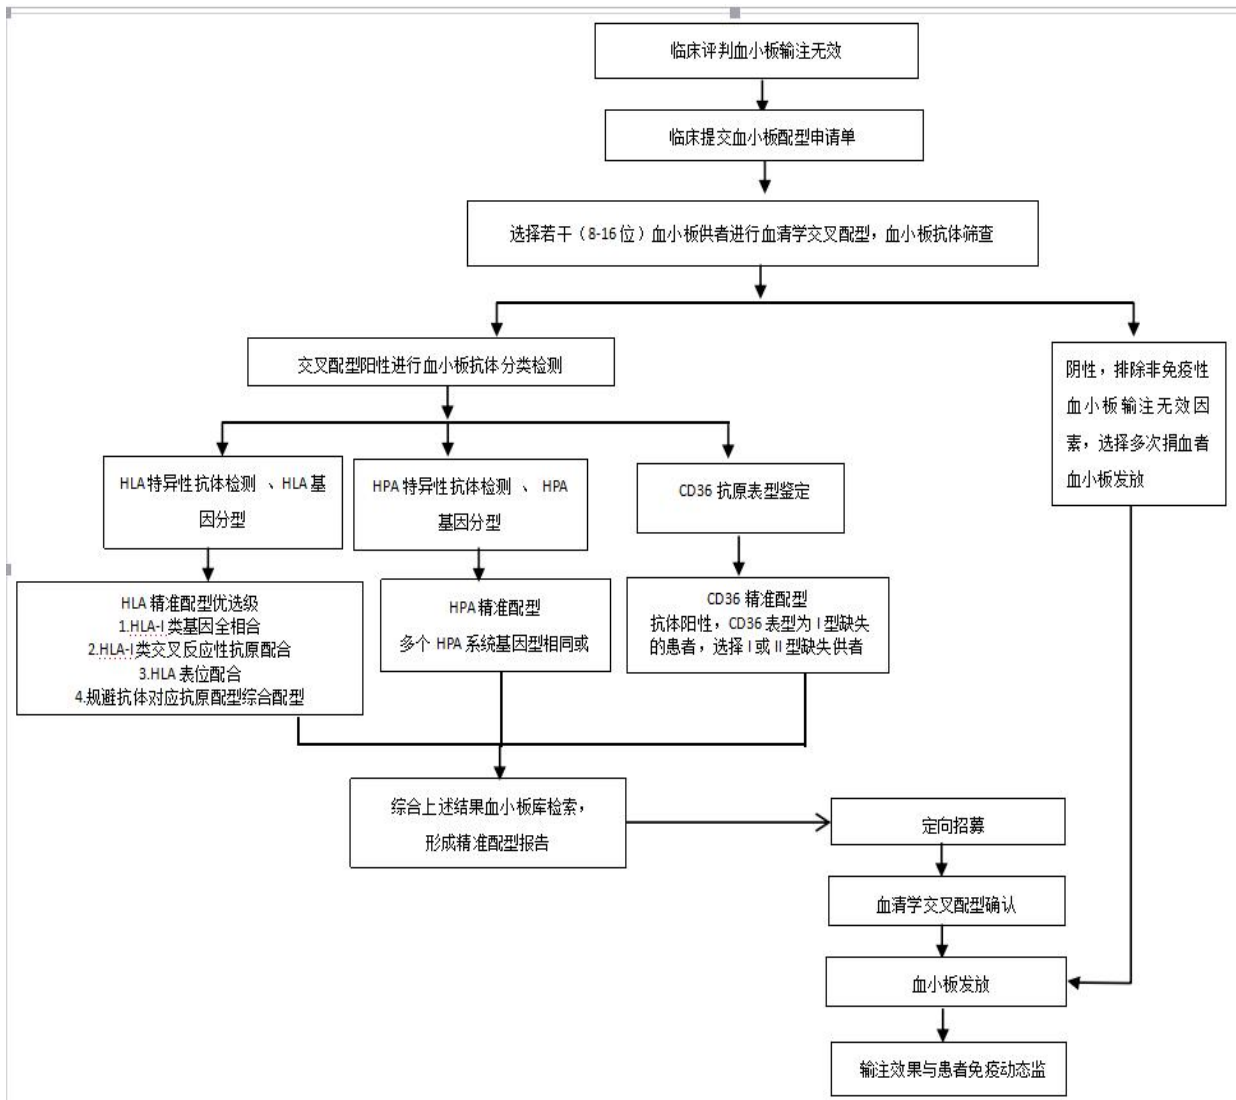 临床评判血小板输注无效
临床提交血小板配型申请单
选择若干（8-16位）血小板供者进行血清学交叉配型，血小板抗体筛查
交叉配型阳性进行血小板抗体分类检测
阴性，排除非免疫性
血小板输注无效因
素，选择多次捐血者
血小板发放
HLA 特异性抗体检测 、HLA 基
因分型
HPA 特异性抗体检测 、 HPA
基因分型
CD36 抗原表型鉴定
HLA 精准配型优选级
1.HLA-I 类基因全相合
2.HLA-I类交叉反应性抗原配合
3.HLA 表位配合
4.规避抗体对应抗原配型综合配型
HPA 精准配型
多个 HPA 系统基因型相同或
CD36 精准配型
抗体阳性，CD36 表型为 I 型缺失
的患者，选择 I 或 II 型缺失供者
综合上述结果血小板库检索，
形成精准配型报告
定向招募
血清学交叉配型确认
血小板发放
输注效果与患者免疫动态监